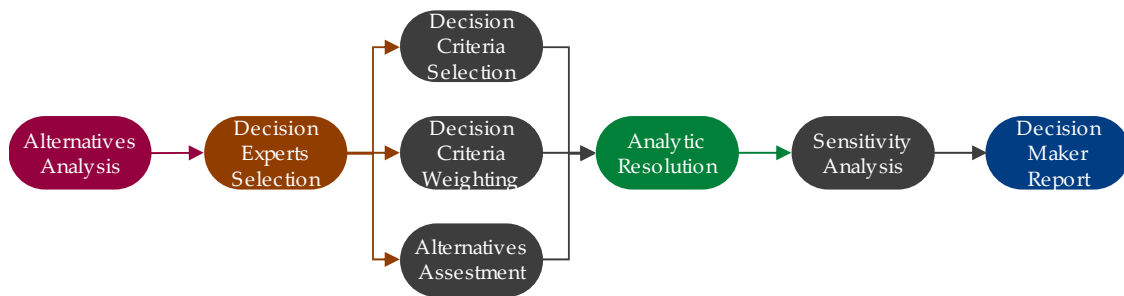 Alternatives
Analysis
Decision
Experts
Selection
Decision
Criteria
Selection
Decision
Criteria
Weighting
Alternatives
Assestment
Analytic
Resolution
Sensitivity
Analysis
Decision
Maker
Report